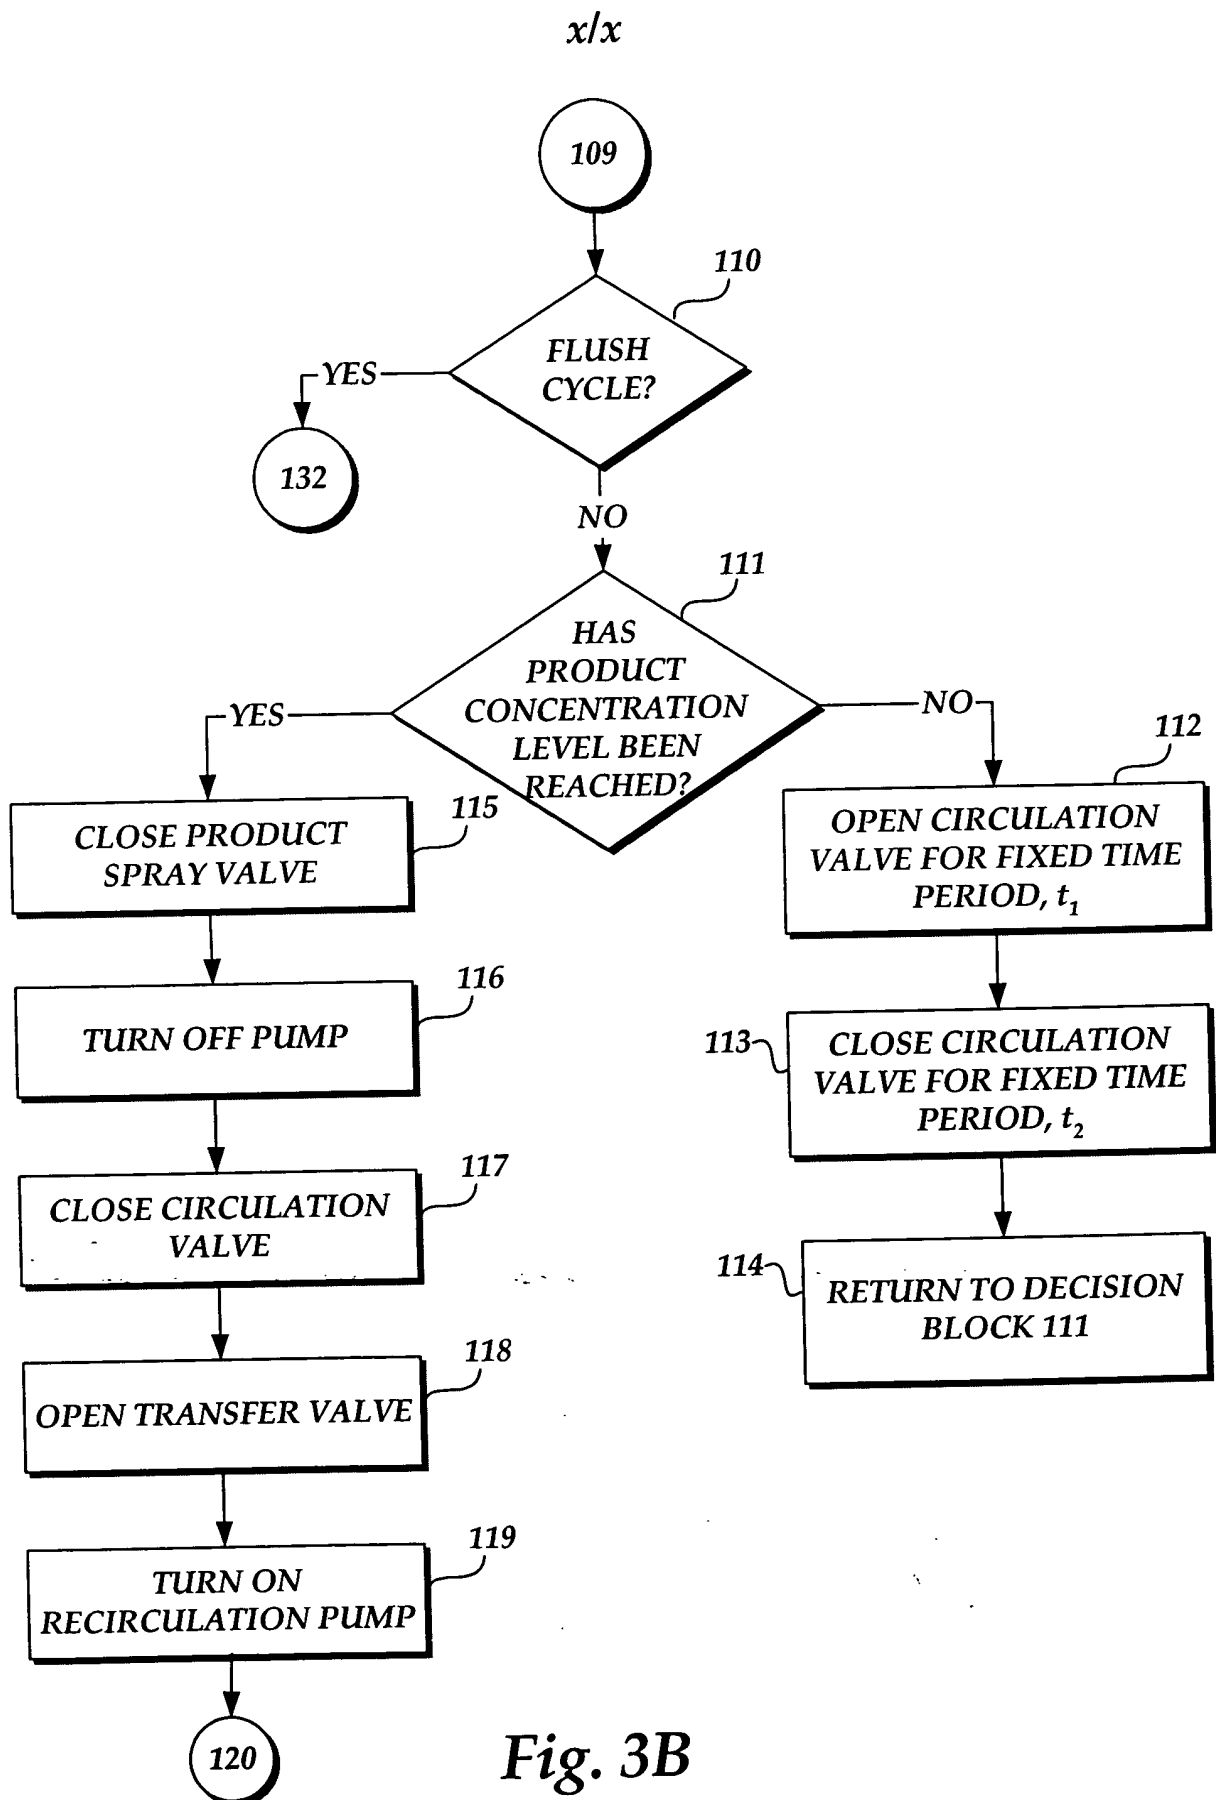 x/x
109
110
FLUSH
CYCLE?
YES
132
NO
111
HAS
PRODUCT
CONCENTRATION
LEVEL BEEN
REACHED?
YES
NO
115
CLOSE PRODUCT
SPRAY VALVE
116
TURN OFF PUMP
117
CLOSE CIRCULATION
VALVE
118
OPEN TRANSFER VALVE
119
TURN ON
RECIRCULATION PUMP
120
112
OPEN CIRCULATION
VALVE FOR FIXED TIME
PERIOD, t₁
113
CLOSE CIRCULATION
VALVE FOR FIXED TIME
PERIOD, t₂
114
RETURN TO DECISION
BLOCK 111
Fig. 3B